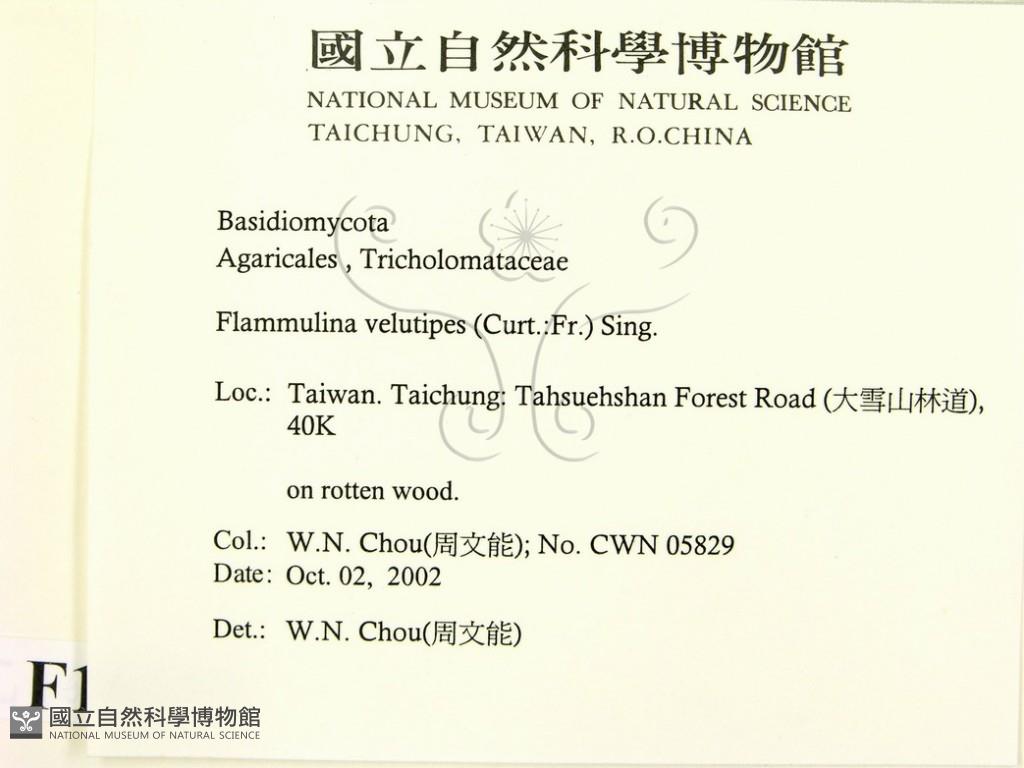 國立自然科學博物館
NATIONAL MUSEUM OF NATURAL SCIENCE
TAICHUNG, TAIWAN, R.O.CHINA
Basidiomycota
Agaricales , Tricholomataceae
Flammulina velutipes (Curt.:Fr.) Sing.
Loc.: Taiwan. Taichung: Tahsuehshan Forest Road (大雪山林道),
40K
on rotten wood.
Col.: W.N. Chou(周文能); No. CWN 05829
Date: Oct. 02, 2002
Det.: W.N. Chou(周文能)
F1
國立自然科學博物館
NATIONAL MUSEUM OF NATURAL SCIENCE